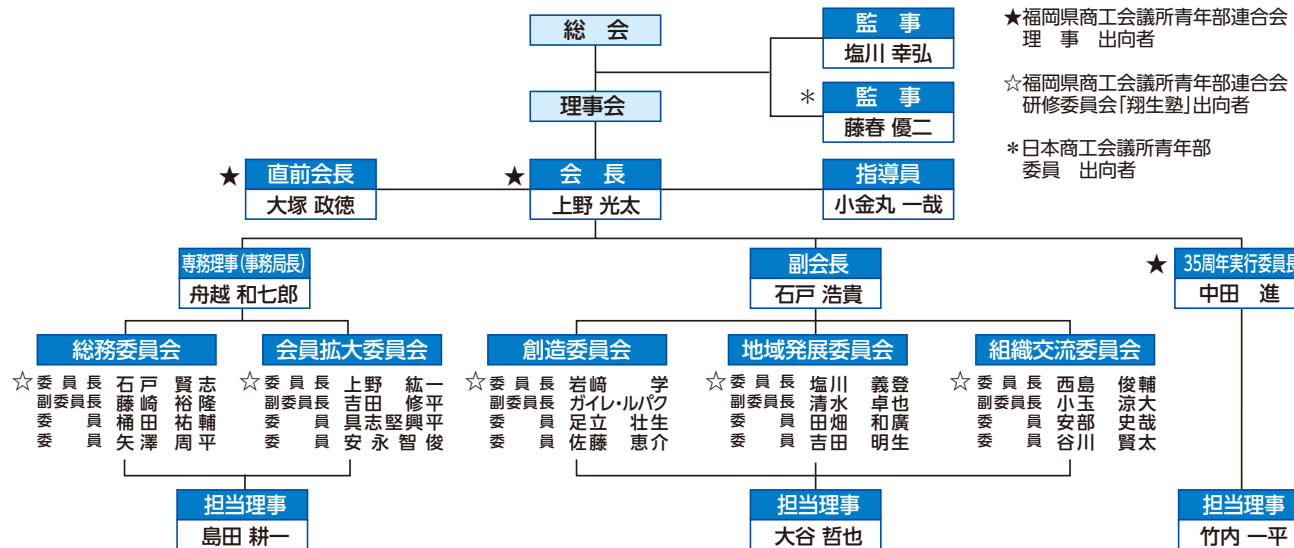 総　会
監　事
塩川 幸弘
理事会
＊
監　事
藤春 優二
★福岡県商工会議所青年部連合会
理　事　出向者
☆福岡県商工会議所青年部連合会
研修委員会「翔生塾」出向者
＊日本商工会議所青年部
委員　出向者
★
直前会長
大塚 政徳
★
会　長
上野 光太
指導員
小金丸 一哉
専務理事(事務局長)
舟越 和七郎
副会長
石戸 浩貴
★
35周年実行委員長
中田　進
総務委員会
☆委員長　石戸　賢志
副委員長　藤崎　裕隆
委員　桶田　祐輔
委員　矢澤　周平
会員拡大委員会
☆委員長　上野　紘一
副委員長　吉田　修平
委員　具志堅興平
委員　安永智俊
創造委員会
☆委員長　岩﨑　学
副委員長　ガイレ・ルパク
委員　足立　壮生
委員　佐藤　恵介
地域発展委員会
☆委員長　塩川　義登
副委員長　清水　卓也
委員　田畑　和廣
委員　吉田　明生
組織交流委員会
☆委員長　西島　俊輔
副委員長　小玉　涼大
委員　安部　史哉
委員　谷川　賢太
担当理事
島田 耕一
担当理事
大谷 哲也
担当理事
竹内 一平